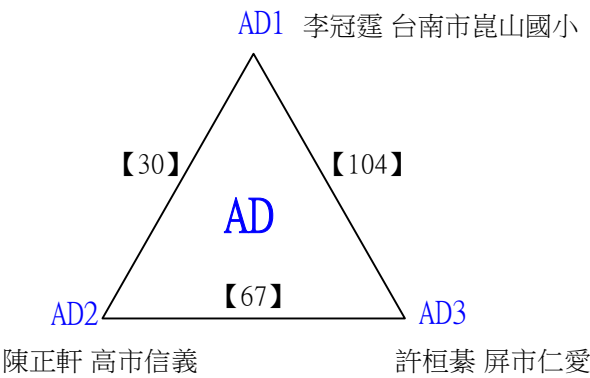 AD1 李冠霆 台南市崑山國小
【30】 【104】
AD
【67】
AD2 AD3
陳正軒 高市信義 許桓綦 屏市仁愛